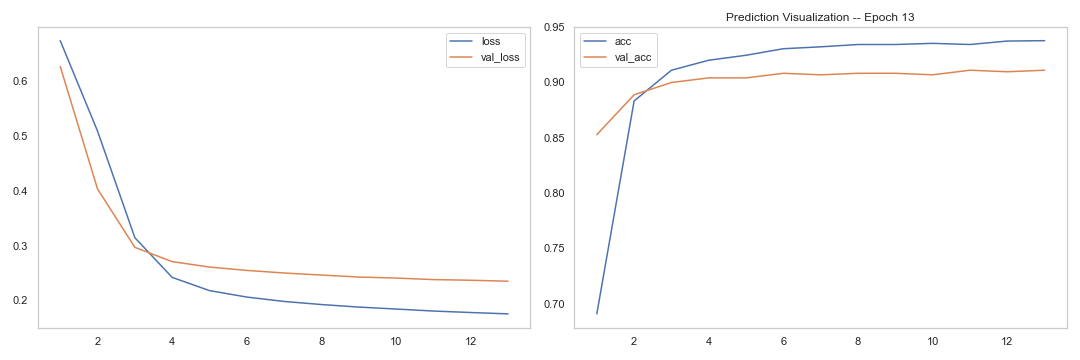 loss
val_loss
0.6
0.5
0.4
0.3
0.2
2 4 6 8 10 12
Prediction Visualization -- Epoch 13
acc
val_acc
0.95
0.90
0.85
0.80
0.75
0.70
2 4 6 8 10 12